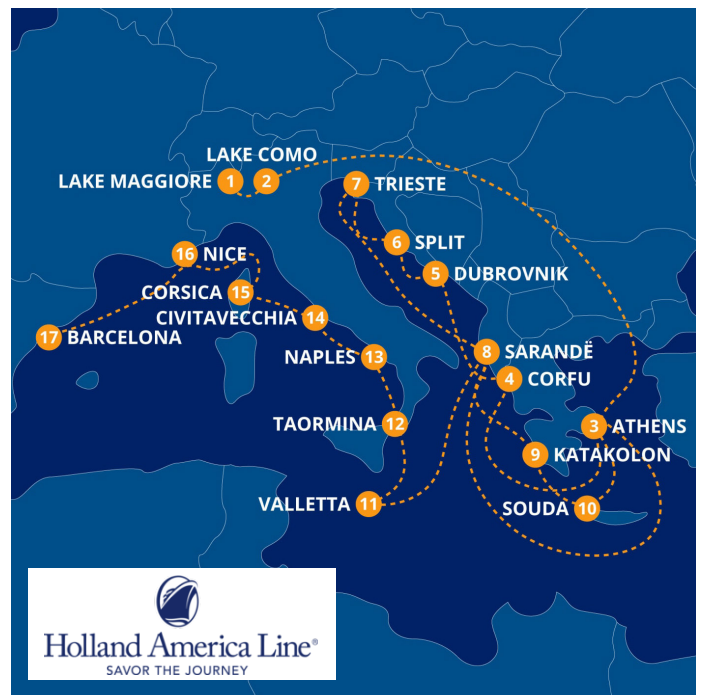 LAKE COMO
LAKE MAGGIORE 1 2
7 TRIESTE
6 SPLIT
16 NICE
5 DUBROVNIK
CORSICA 15
CIVITAVECCHIA 14
17 BARCELONA
8 SARANDË
NAPLES 13
4 CORFU
TAORMINA 12
3 ATHENS
9 KATAKOLON
VALLETTA 11
SOUDA 10
Holland America Line®
SAVOR THE JOURNEY